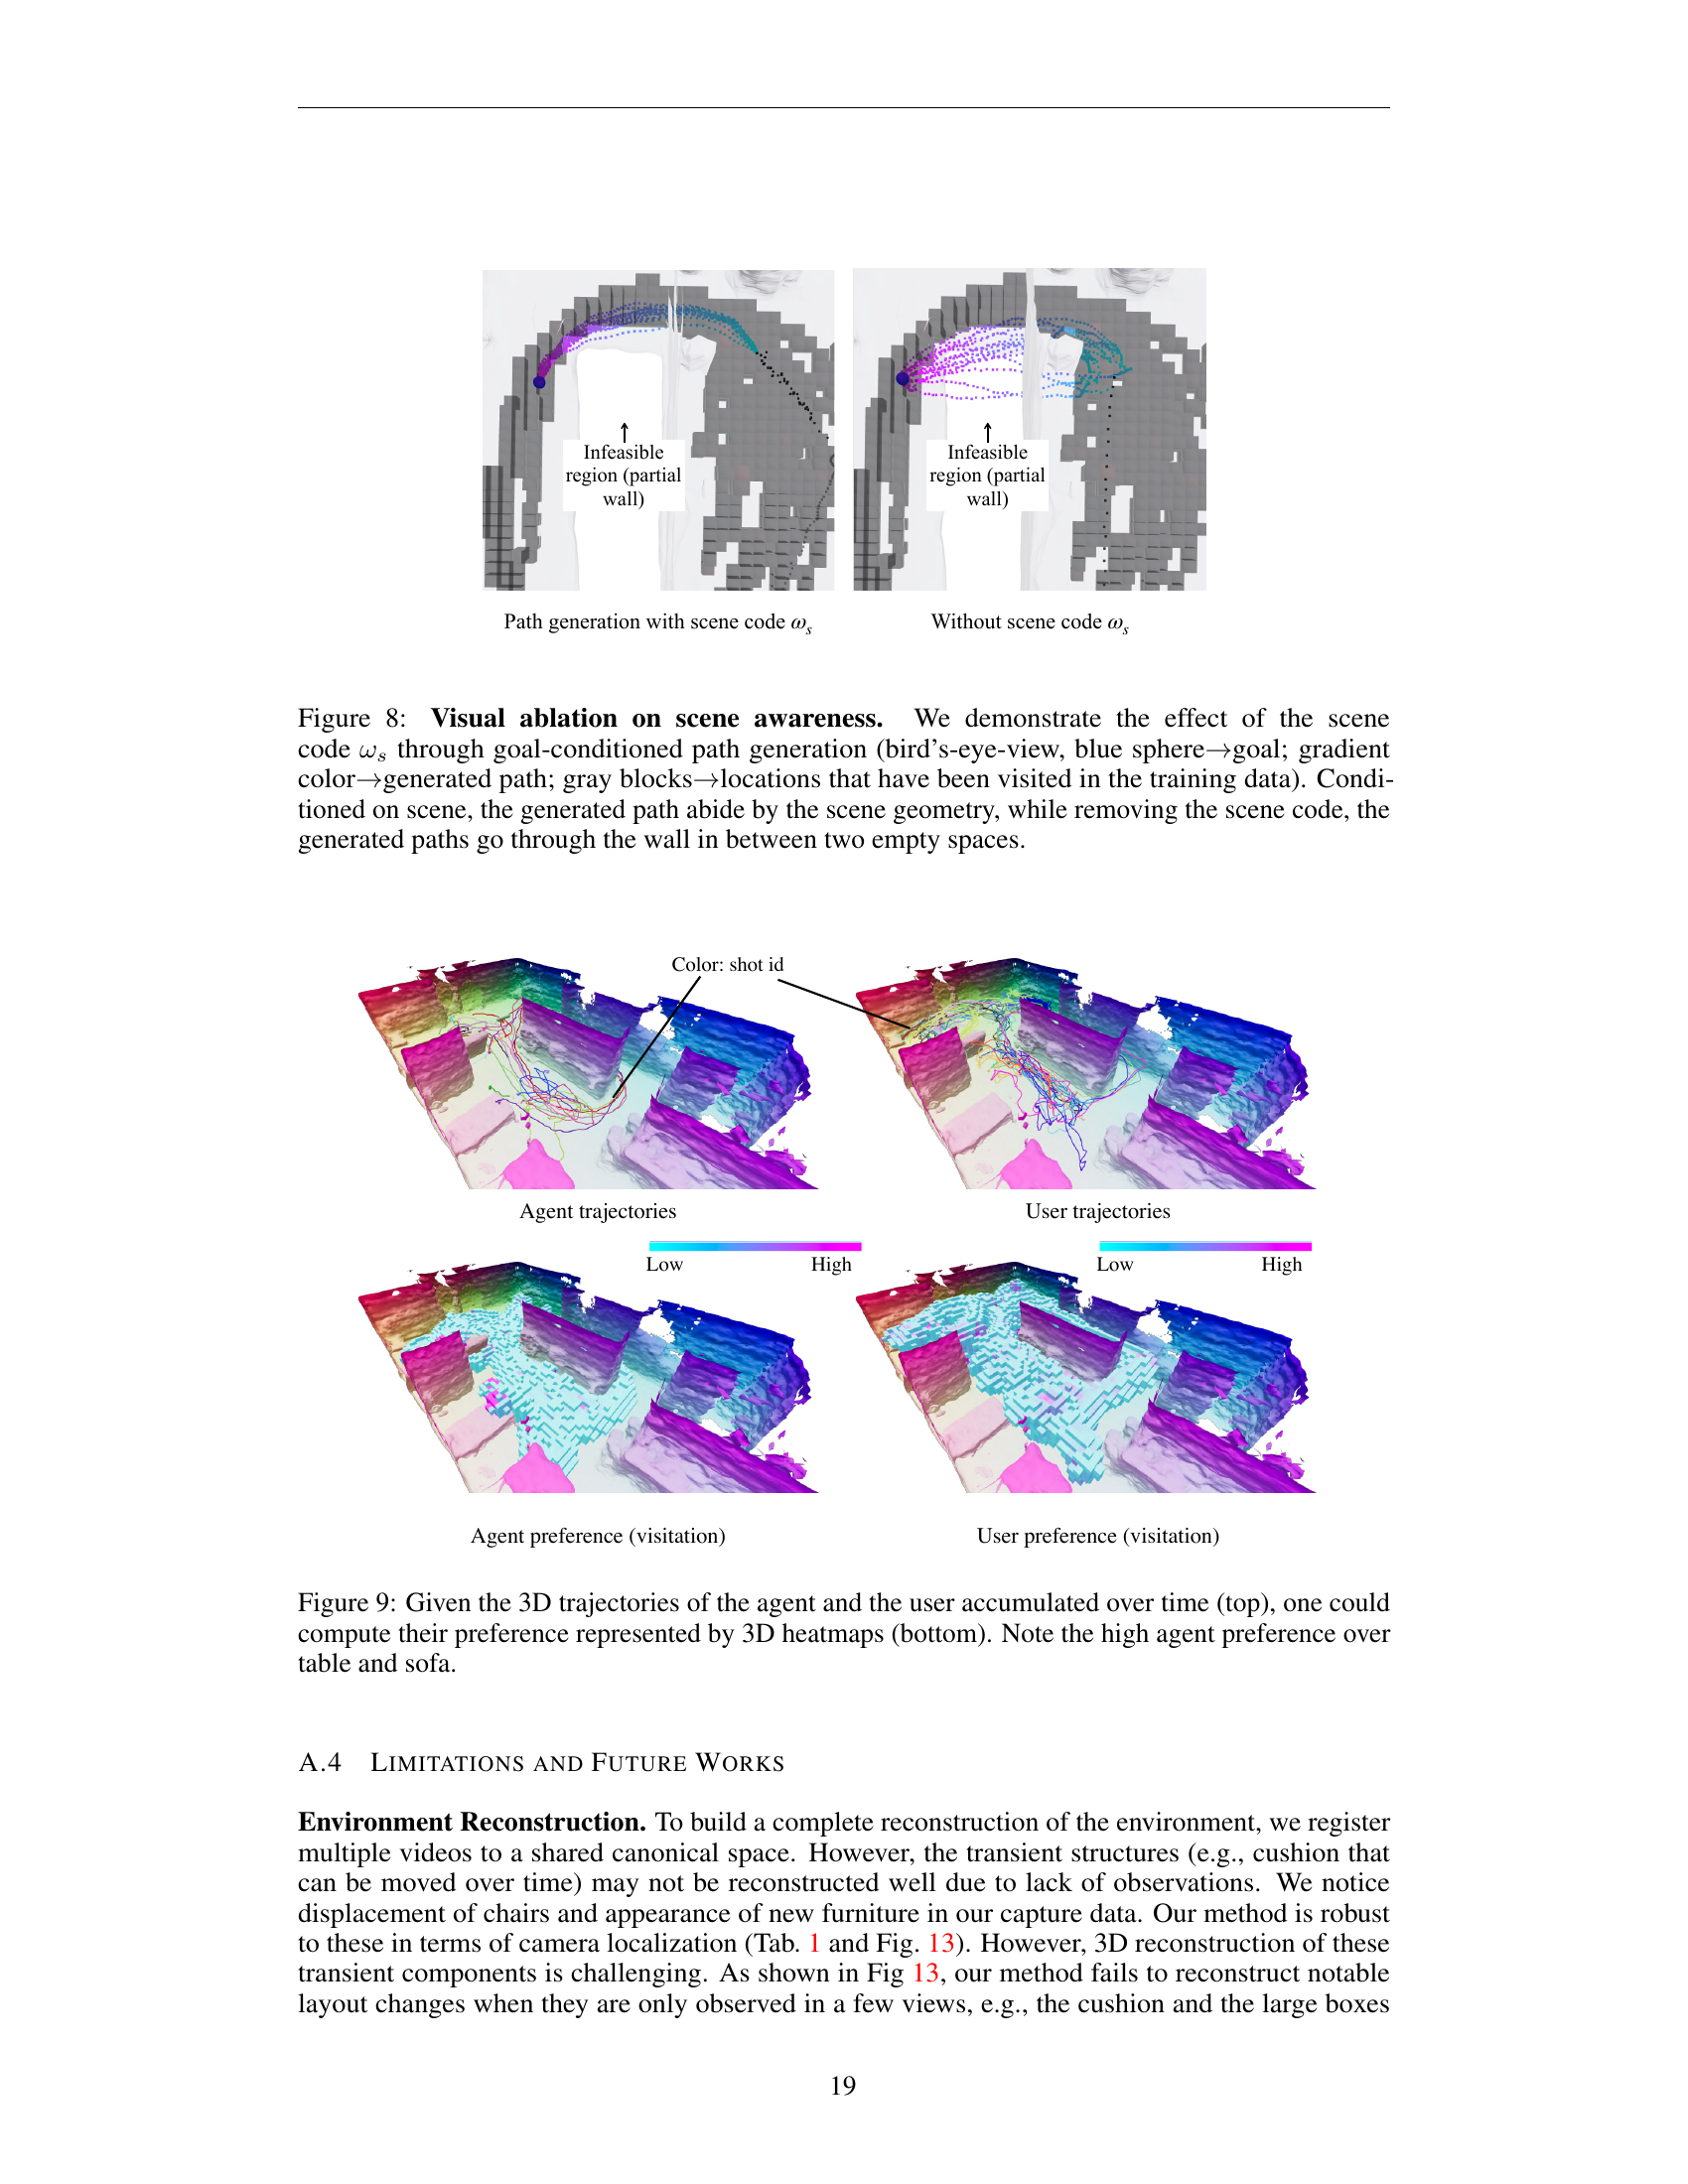 Infeasible
region (partial
wall)
Infeasible
region (partial
wall)
Path generation with scene code ωs
Without scene code ωs
Figure 8: Visual ablation on scene awareness. We demonstrate the effect of the scene
code ωs through goal-conditioned path generation (bird's-eye-view, blue sphere→goal; gradient
color→generated path; gray blocks→locations that have been visited in the training data). Condi-
tioned on scene, the generated path abide by the scene geometry, while removing the scene code, the
generated paths go through the wall in between two empty spaces.
Color: shot id
Agent trajectories
User trajectories
Low High
Low High
Agent preference (visitation)
User preference (visitation)
Figure 9: Given the 3D trajectories of the agent and the user accumulated over time (top), one could
compute their preference represented by 3D heatmaps (bottom). Note the high agent preference over
table and sofa.
A.4 LIMITATIONS AND FUTURE WORKS
Environment Reconstruction. To build a complete reconstruction of the environment, we register
multiple videos to a shared canonical space. However, the transient structures (e.g., cushion that
can be moved over time) may not be reconstructed well due to lack of observations. We notice
displacement of chairs and appearance of new furniture in our capture data. Our method is robust
to these in terms of camera localization (Tab. 1 and Fig. 13). However, 3D reconstruction of these
transient components is challenging. As shown in Fig 13, our method fails to reconstruct notable
layout changes when they are only observed in a few views, e.g., the cushion and the large boxes
19